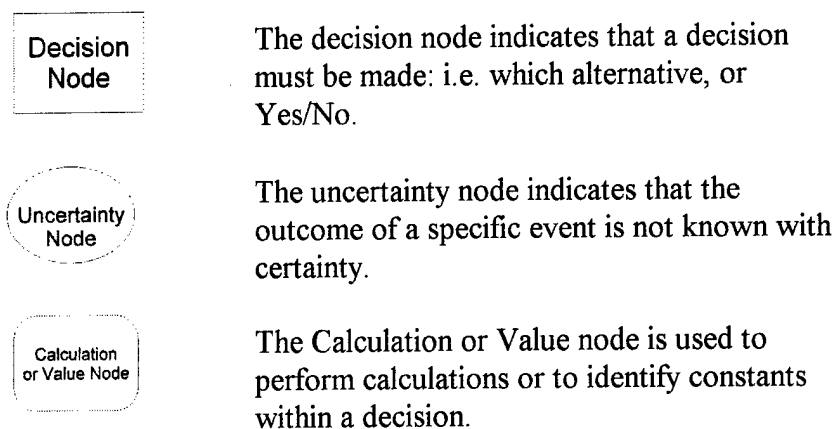 Decision
Node
The decision node indicates that a decision
must be made: i.e. which alternative, or
Yes/No.
Uncertainty
Node
The uncertainty node indicates that the
outcome of a specific event is not known with
certainty.
Calculation
or Value Node
The Calculation or Value node is used to
perform calculations or to identify constants
within a decision.